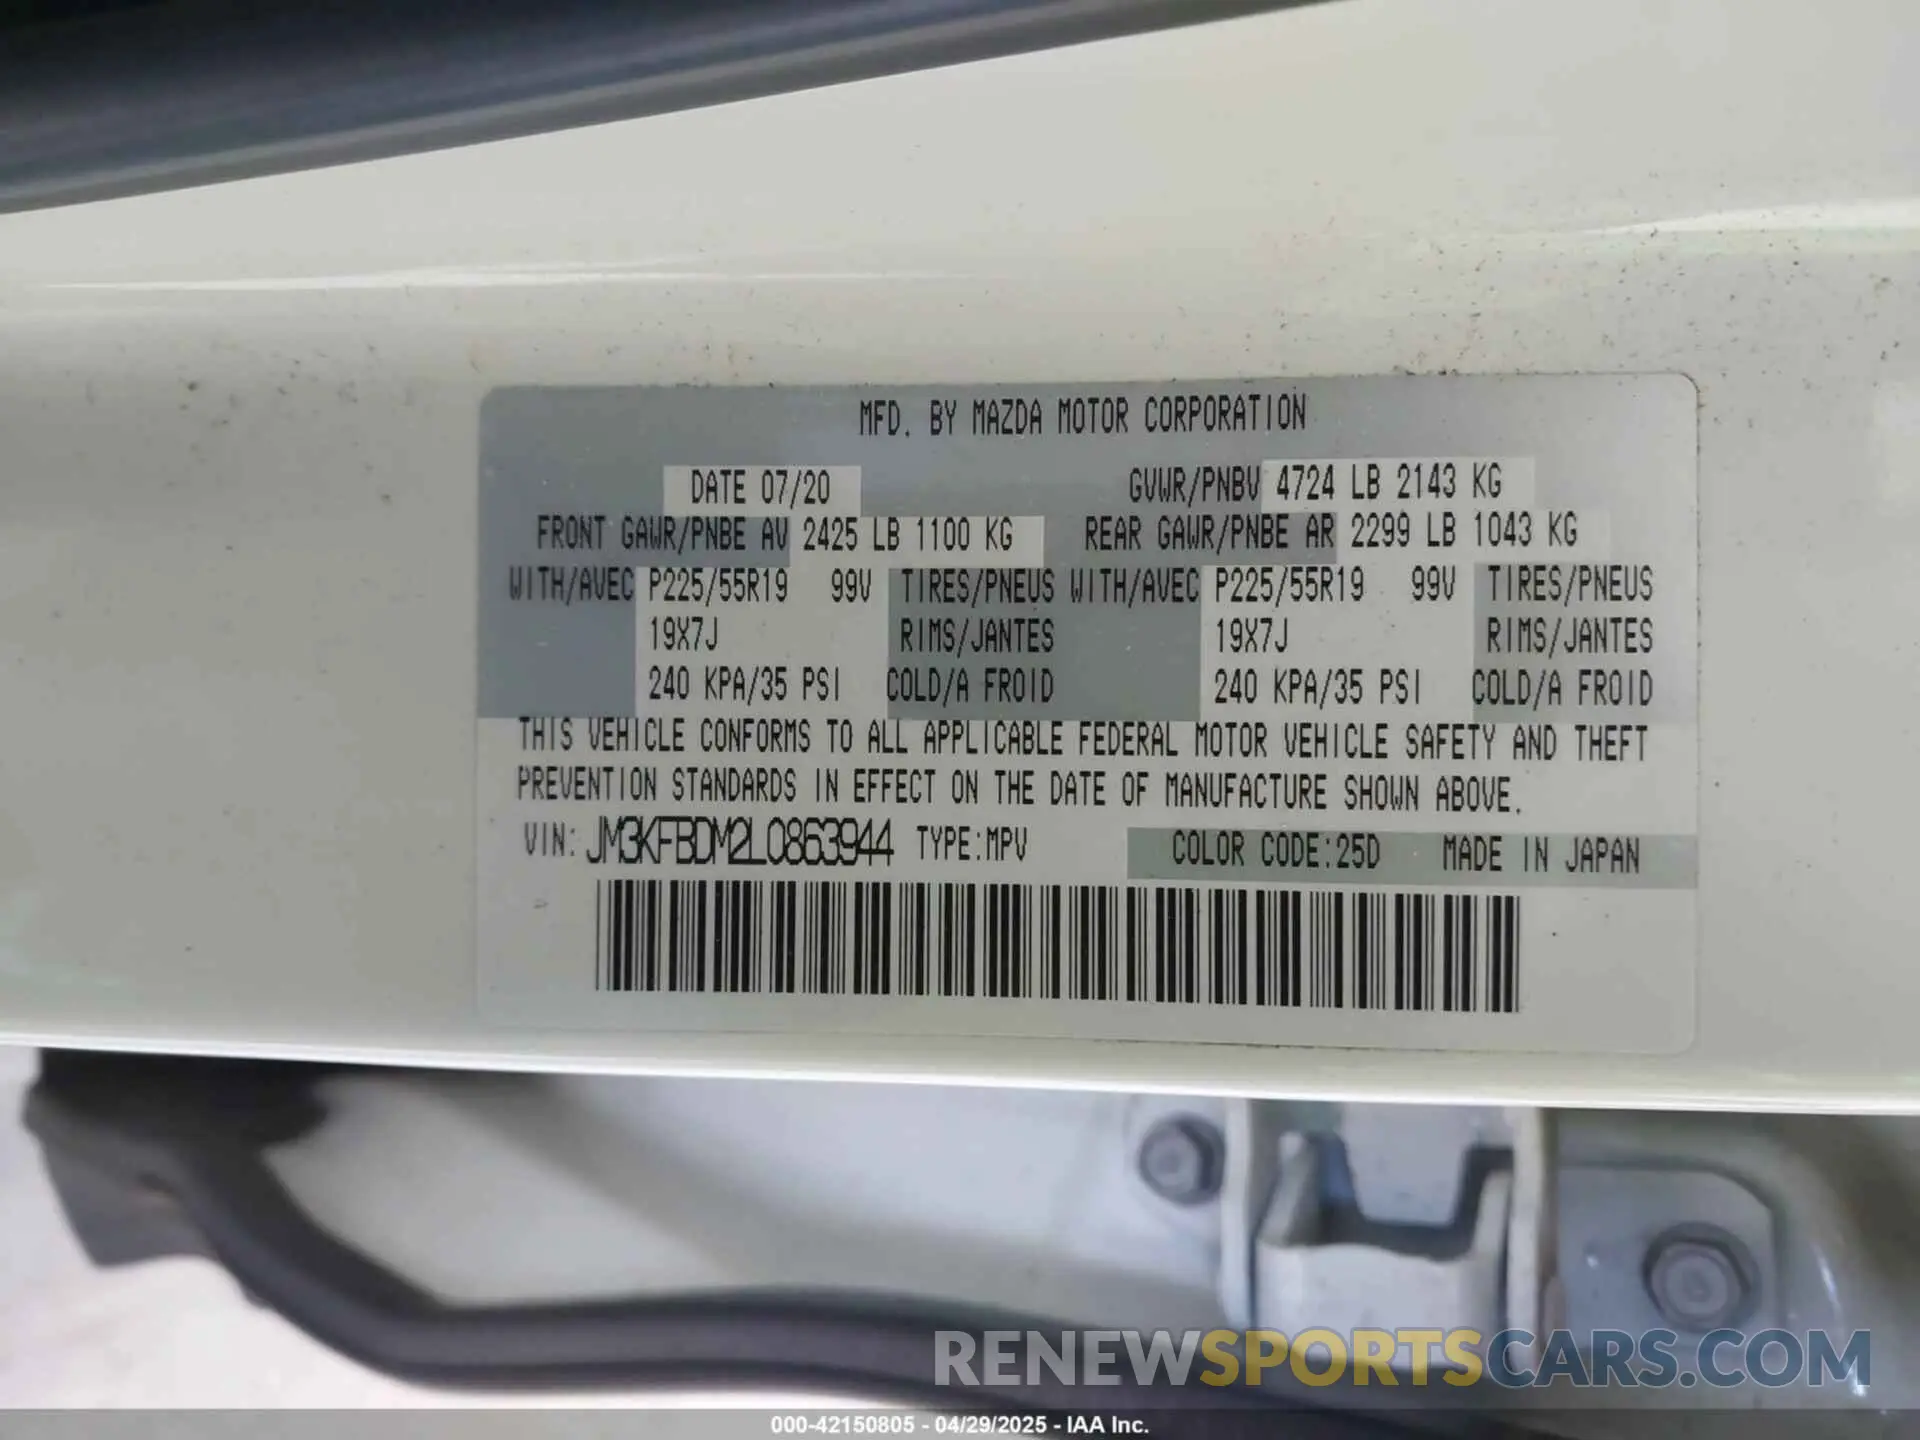 MFD. BY MAZDA MOTOR CORPORATION
DATE 07/20 GVWR/PNBV 4724 LB 2143 KG
FRONT GAWR/PNBE AV 2425 LB 1100 KG REAR GAWR/PNBE AR 2299 LB 1043 KG
WITH/AVEC P225/55R19 99V TIRES/PNEUS WITH/AVEC P225/55R19 99V TIRES/PNEUS
19X7J RIMS/JANTES 19X7J RIMS/JANTES
240 KPA/35 PSI COLD/A FROID 240 KPA/35 PSI COLD/A FROID
THIS VEHICLE CONFORMS TO ALL APPLICABLE FEDERAL MOTOR VEHICLE SAFETY AND THEFT
PREVENTION STANDARDS IN EFFECT ON THE DATE OF MANUFACTURE SHOWN ABOVE.
VIN: JM3KFBDM2L0863944 TYPE:MPV COLOR CODE:25D MADE IN JAPAN
RENEWSPORTSCARS.COM
000-42150805 - 04/29/2025 - IAA Inc.